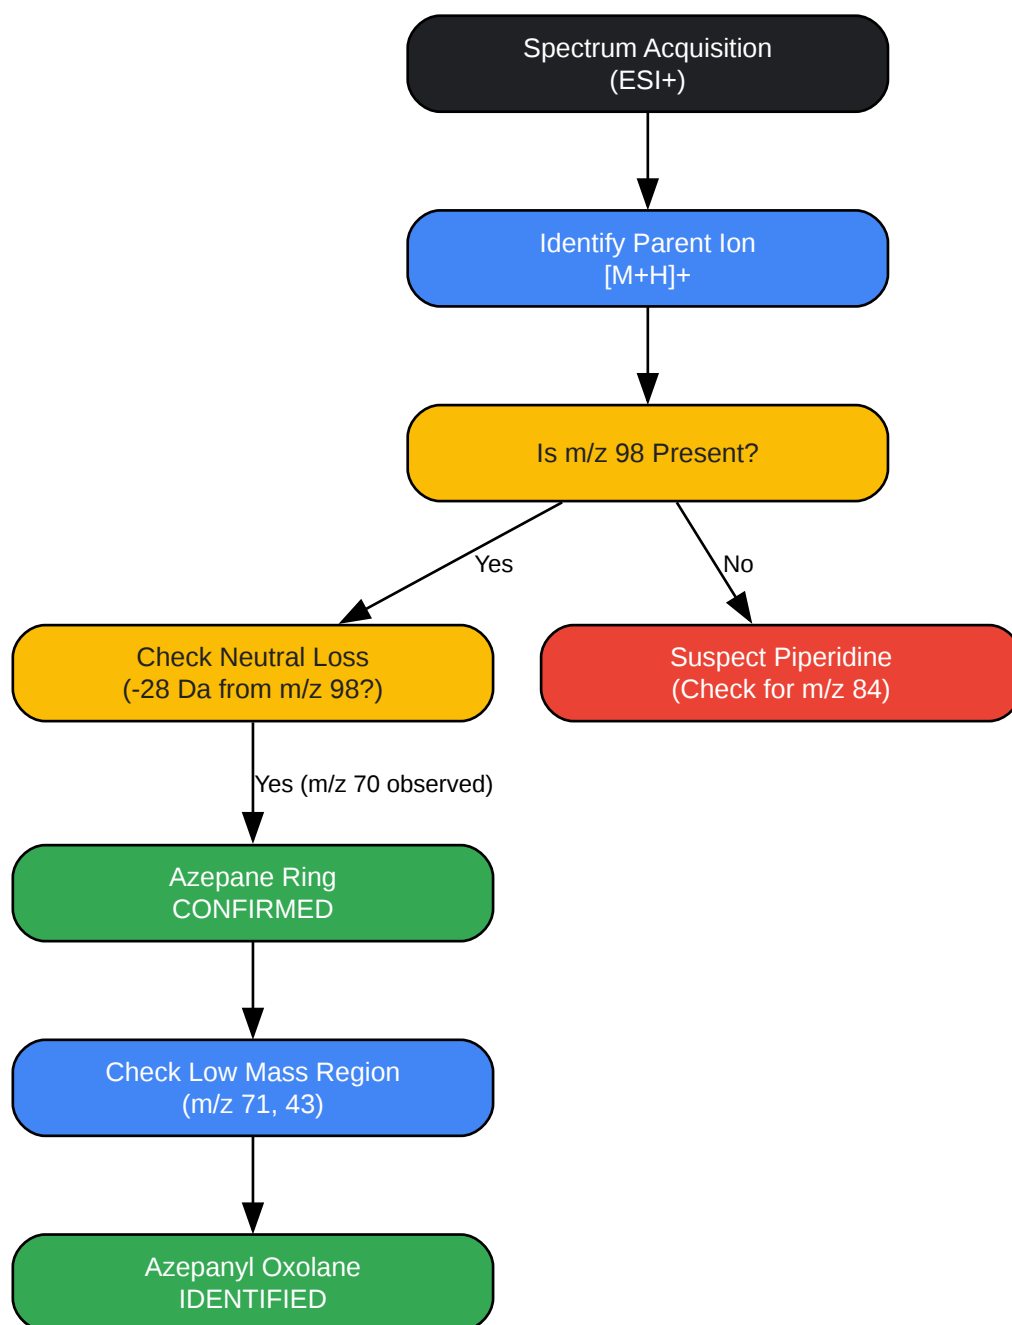 Spectrum Acquisition
(ESI+)
Identify Parent Ion
[M+H]+
Is m/z 98 Present?
Yes
No
Check Neutral Loss
(-28 Da from m/z 98?)
Suspect Piperidine
(Check for m/z 84)
Yes (m/z 70 observed)
Azepane Ring
CONFIRMED
Check Low Mass Region
(m/z 71, 43)
Azepanyl Oxolane
IDENTIFIED